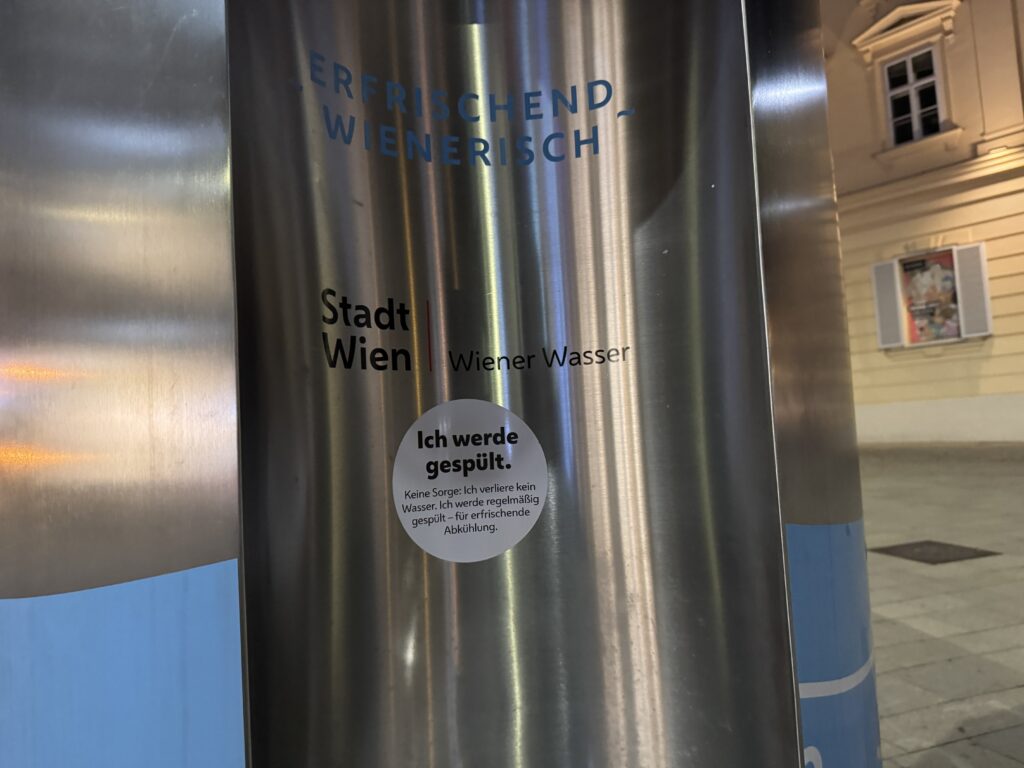 ~ERFRISCHEND
WIENERISCH~
Stadt
Wien | Wiener Wasser
Ich werde
gespült.
Keine Sorge: Ich verliere kein
Wasser. Ich werde regelmäßig
gespült – für erfrischende
Abkühlung.